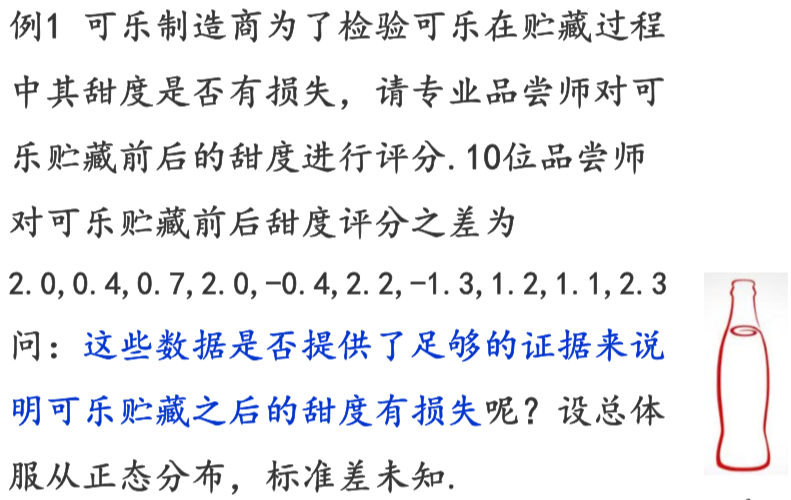 例1 可乐制造商为了检验可乐在贮藏过程
中其甜度是否有损失，请专业品尝师对可
乐贮藏前后的甜度进行评分.10位品尝师
对可乐贮藏前后甜度评分之差为
2.0,0.4,0.7,2.0,-0.4,2.2,-1.3,1.2,1.1,2.3
问：这些数据是否提供了足够的证据来说
明可乐贮藏之后的甜度有损失呢？设总体
服从正态分布，标准差未知.